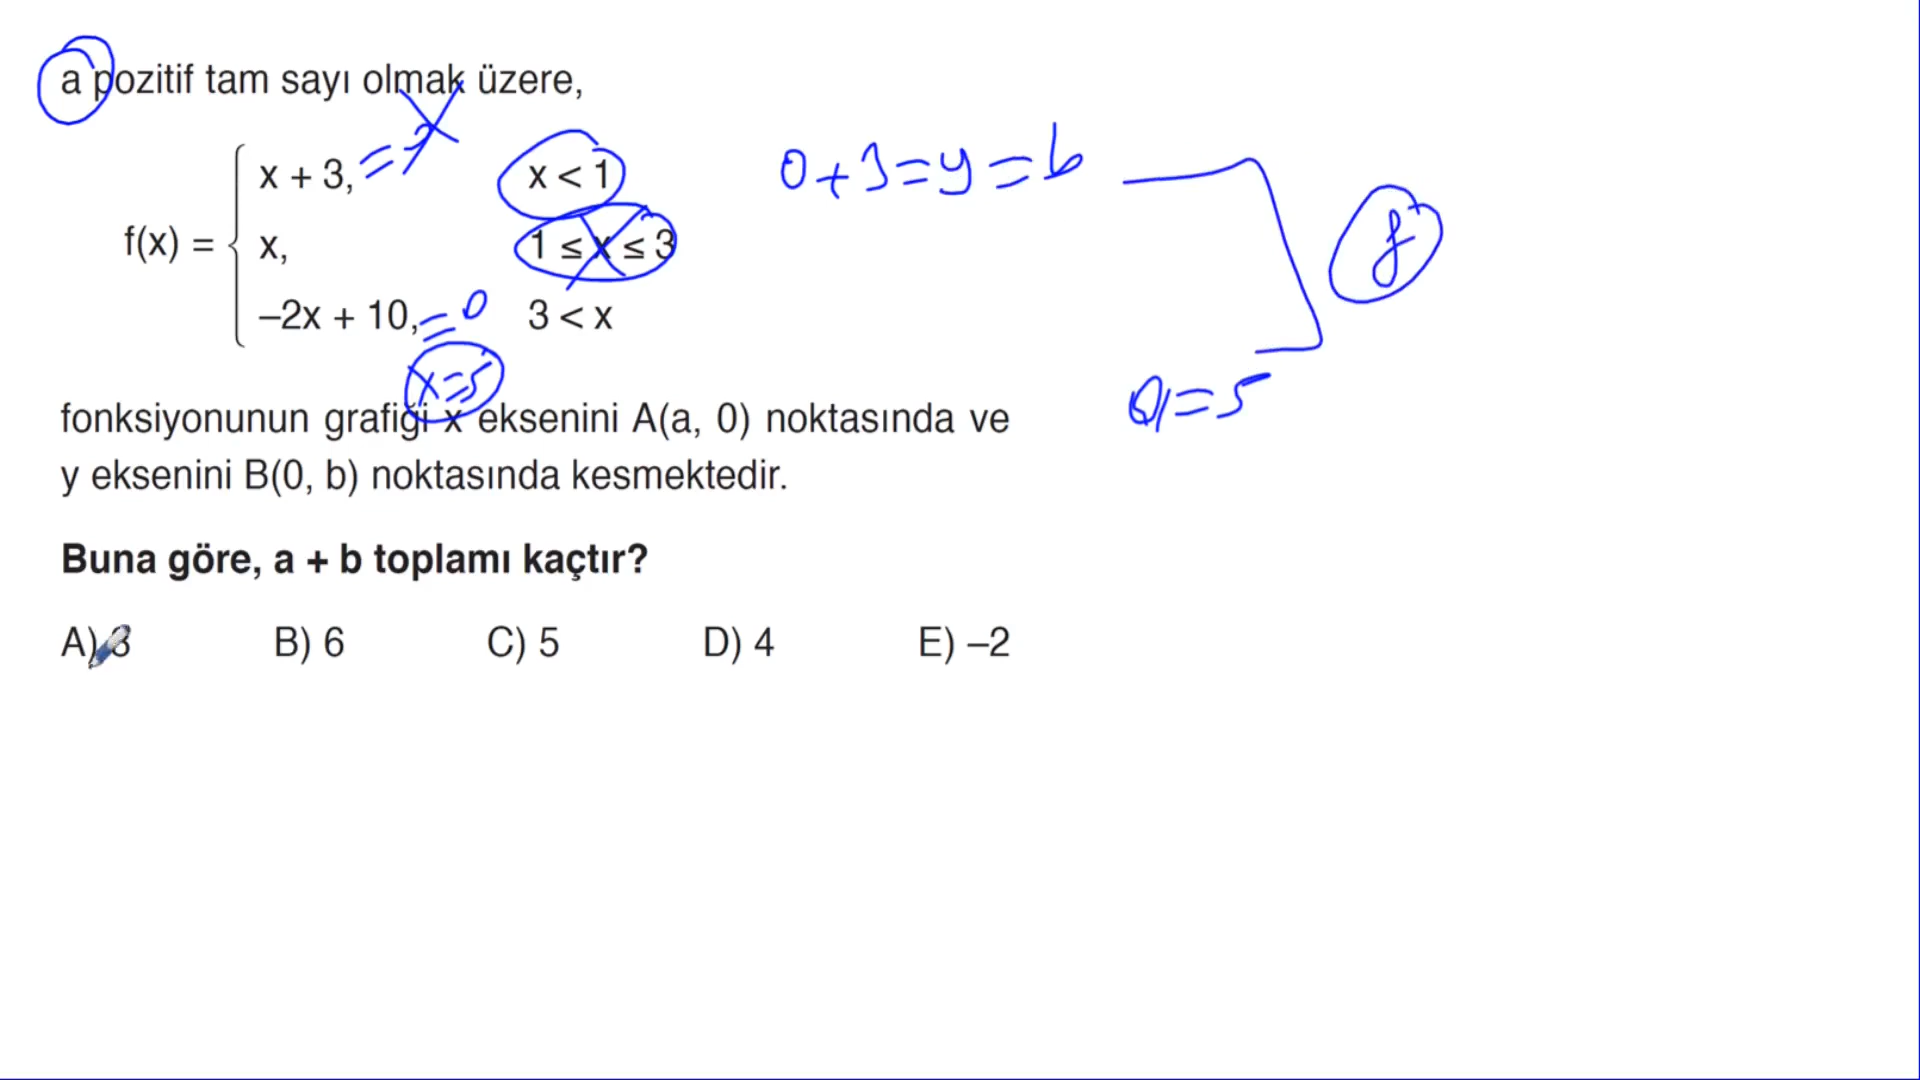 a pozitif tam sayı olmak üzere,
x + 3, = x < 1 0+3=y=b
f(x) = x, 1 ≤ x ≤ 3
–2x + 10, =0 3 < x
x=5
a=5
fonksiyonunun grafiği x eksenini A(a, 0) noktasında ve
y eksenini B(0, b) noktasında kesmektedir.
Buna göre, a + b toplamı kaçtır?
A) 8 B) 6 C) 5 D) 4 E) –2